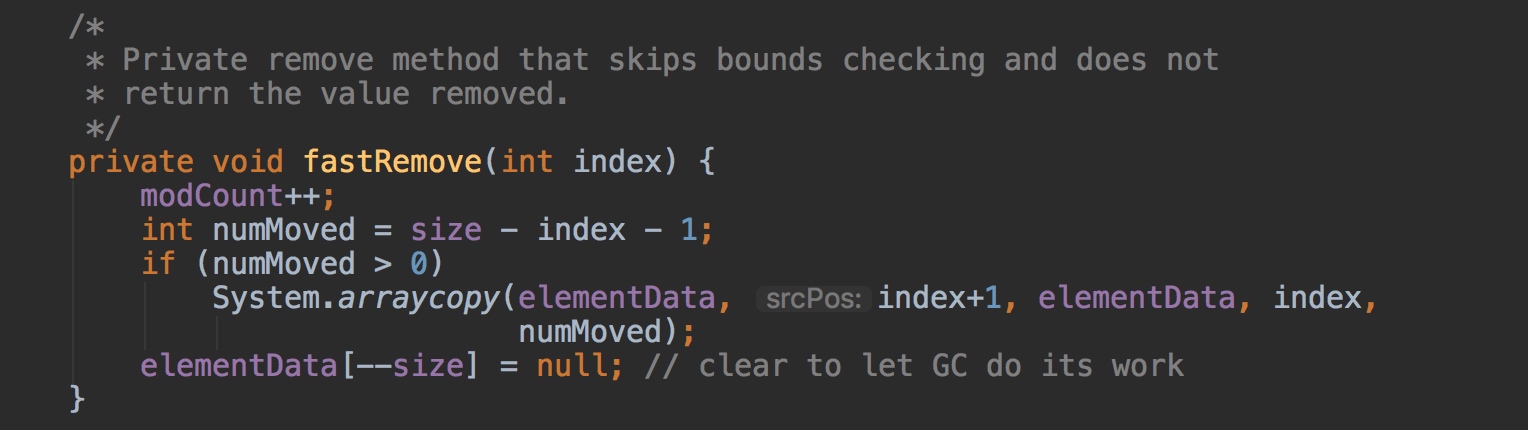 /*
 * Private remove method that skips bounds checking and does not
 * return the value removed.
 */
private void fastRemove(int index) {
    modCount++;
    int numMoved = size - index - 1;
    if (numMoved > 0)
        System.arraycopy(elementData, srcPos: index+1, elementData, index,
                         numMoved);
    elementData[--size] = null; // clear to let GC do its work
}